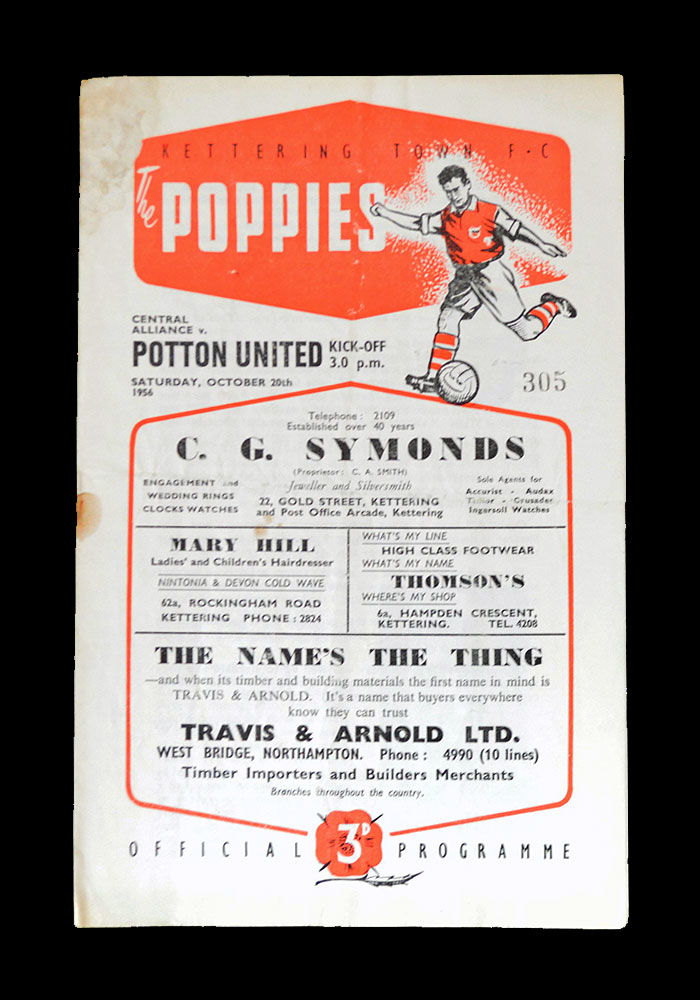 KETTERING TOWN F·C
The
POPPIES
CENTRAL
ALLIANCE v.
POTTON UNITED
KICK-OFF
3.0 p.m.
SATURDAY, OCTOBER 20th
1956
305
Telephone: 2109
Established over 40 years
C. G. SYMONDS
(Proprietor: C. A. SMITH)
Jeweller and Silversmith
ENGAGEMENT and
WEDDING RINGS
CLOCKS WATCHES
22, GOLD STREET, KETTERING
and Post Office Arcade, Kettering
Sole Agents for
Accurist - Audax
- Crusader
Ingersoll Watches
MARY HILL
Ladies' and Children's Hairdresser
NINTONIA & DEVON COLD WAVE
62a, ROCKINGHAM ROAD
KETTERING PHONE: 2824
WHAT'S MY LINE
HIGH CLASS FOOTWEAR
WHAT'S MY NAME
THOMSON'S
WHERE'S MY SHOP
6a, HAMPDEN CRESCENT,
KETTERING. TEL. 4208
THE NAME'S THE THING
—and when its timber and building materials the first name in mind is
TRAVIS & ARNOLD. It's a name that buyers everywhere
know they can trust
TRAVIS & ARNOLD LTD.
WEST BRIDGE, NORTHAMPTON. Phone: 4990 (10 lines)
Timber Importers and Builders Merchants
Branches throughout the country.
OFFICIAL 3D PROGRAMME